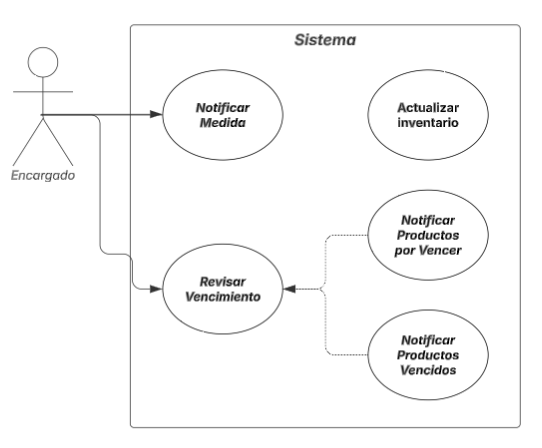 Sistema
Notificar
Medida
Actualizar
inventario
Encargado
Notificar
Productos
por Vencer
Revisar
Vencimiento
Notificar
Productos
Vencidos